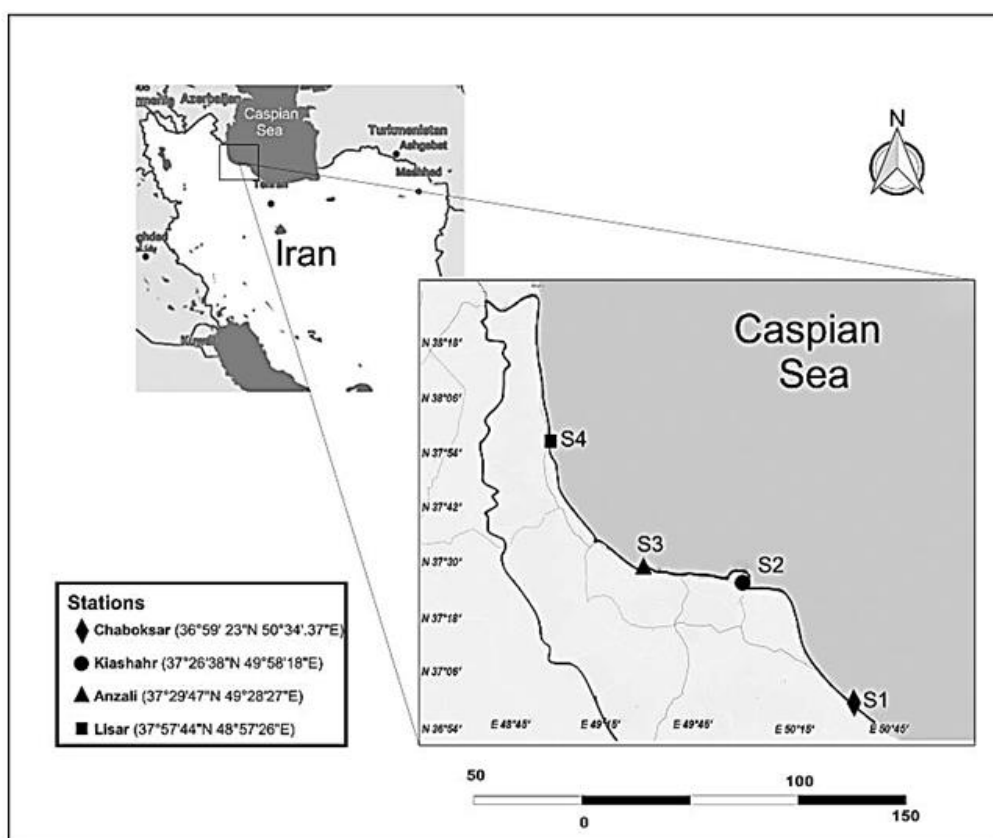 N
Azerbaijan
Caspian
Sea
Turkmenistan
Ashgabat
Mashhad
Iran
Caspian
Sea
N 38°18'
N 38°06'
N 37°54'
N 37°42'
N 37°30'
N 37°18'
N 37°06'
N 36°54'
S4
S3
S2
S1
E 48°45'
E 49°15'
E 49°45'
E 50°15'
E 50°45'
Stations
Chaboksar (36°59' 23"N 50°34'.37"E)
Kiashahr (37°26'38"N 49°58'18"E)
Anzali (37°29'47"N 49°28'27"E)
Lisar (37°57'44"N 48°57'26"E)
50
100
0
150